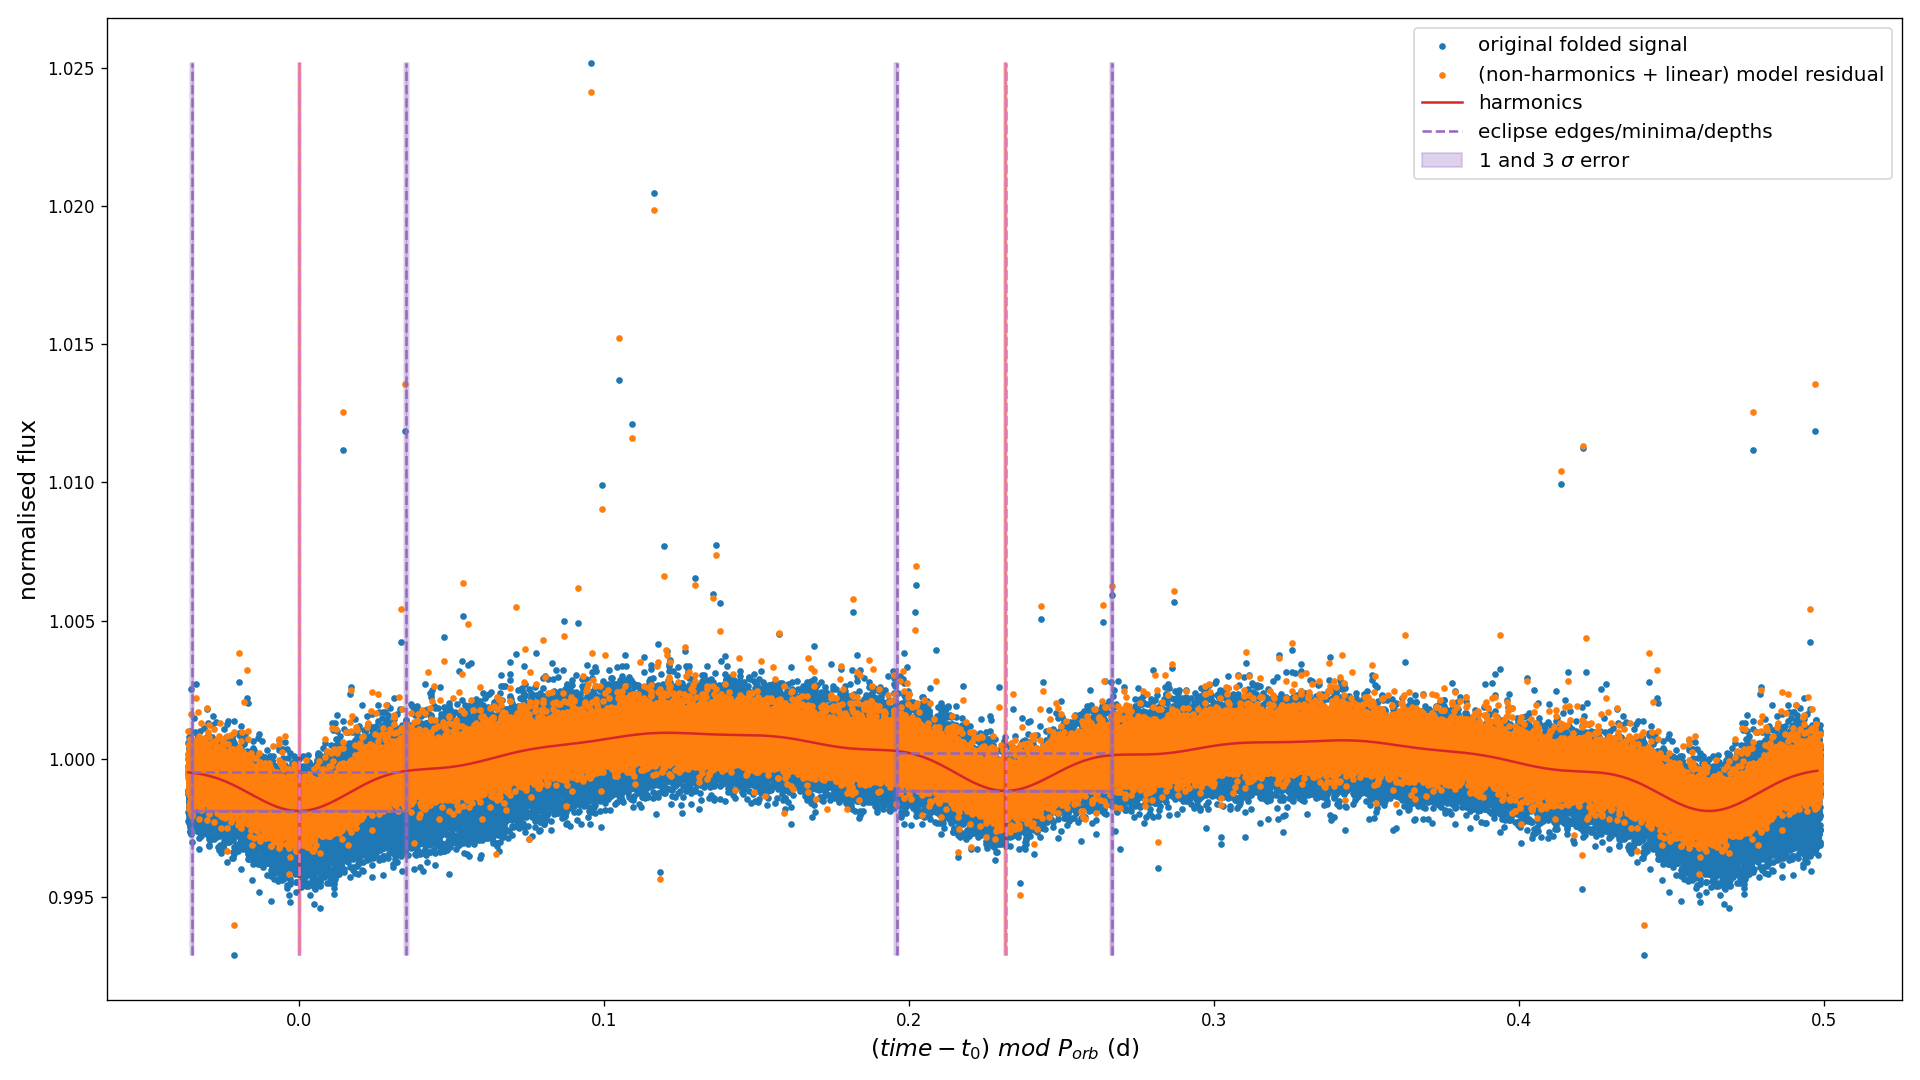 original folded signal
(non-harmonics + linear) model residual
harmonics
eclipse edges/minima/depths
1 and 3 σ error
1.025
1.020
1.015
1.010
1.005
1.000
0.995
normalised flux
0.0 0.1 0.2 0.3 0.4 0.5
(time − t₀) mod Pₒᵣb (d)